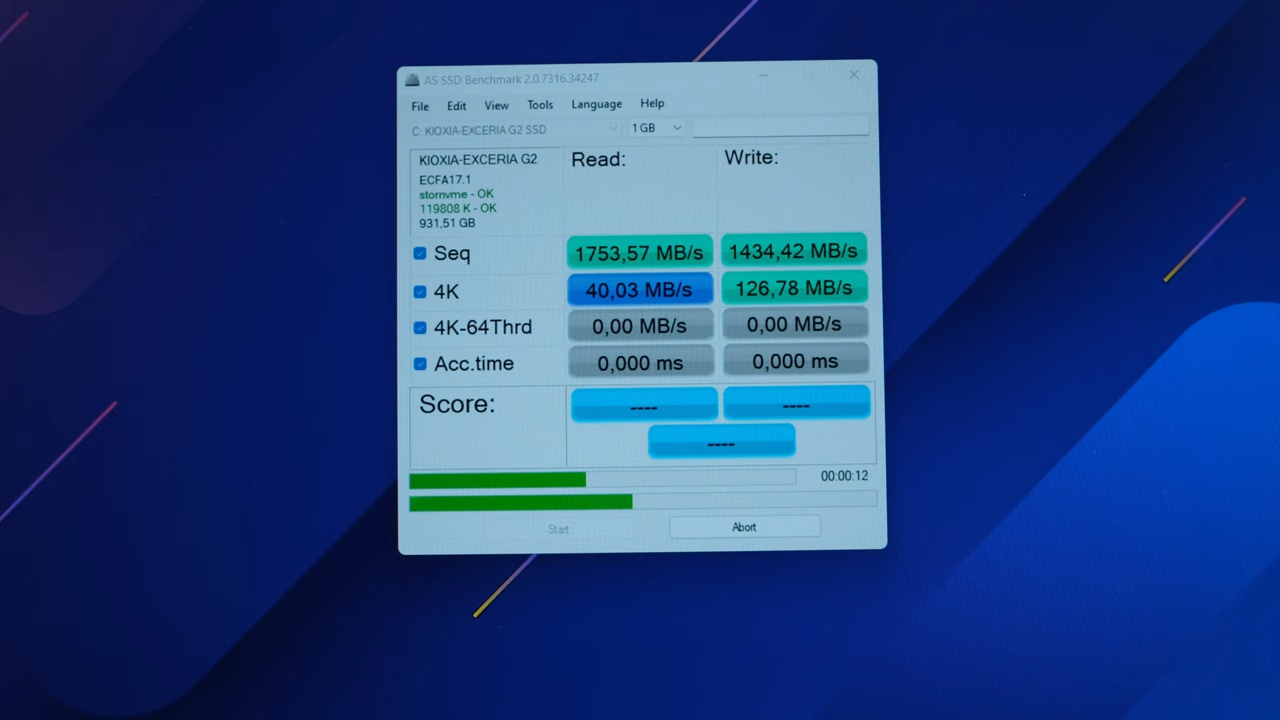 AS SSD Benchmark 2.0.7316.34247
File Edit View Tools Language Help
C: KIOXIA-EXCERIA G2 SSD 1 GB
KIOXIA-EXCERIA G2
ECFA17.1
stornvme - OK
119808 K - OK
931,51 GB
Read: Write:
Seq 1753,57 MB/s 1434,42 MB/s
4K 40,03 MB/s 126,78 MB/s
4K-64Thrd 0,00 MB/s 0,00 MB/s
Acc.time 0,000 ms 0,000 ms
Score: ---- ----
----
00:00:12
Start Abort